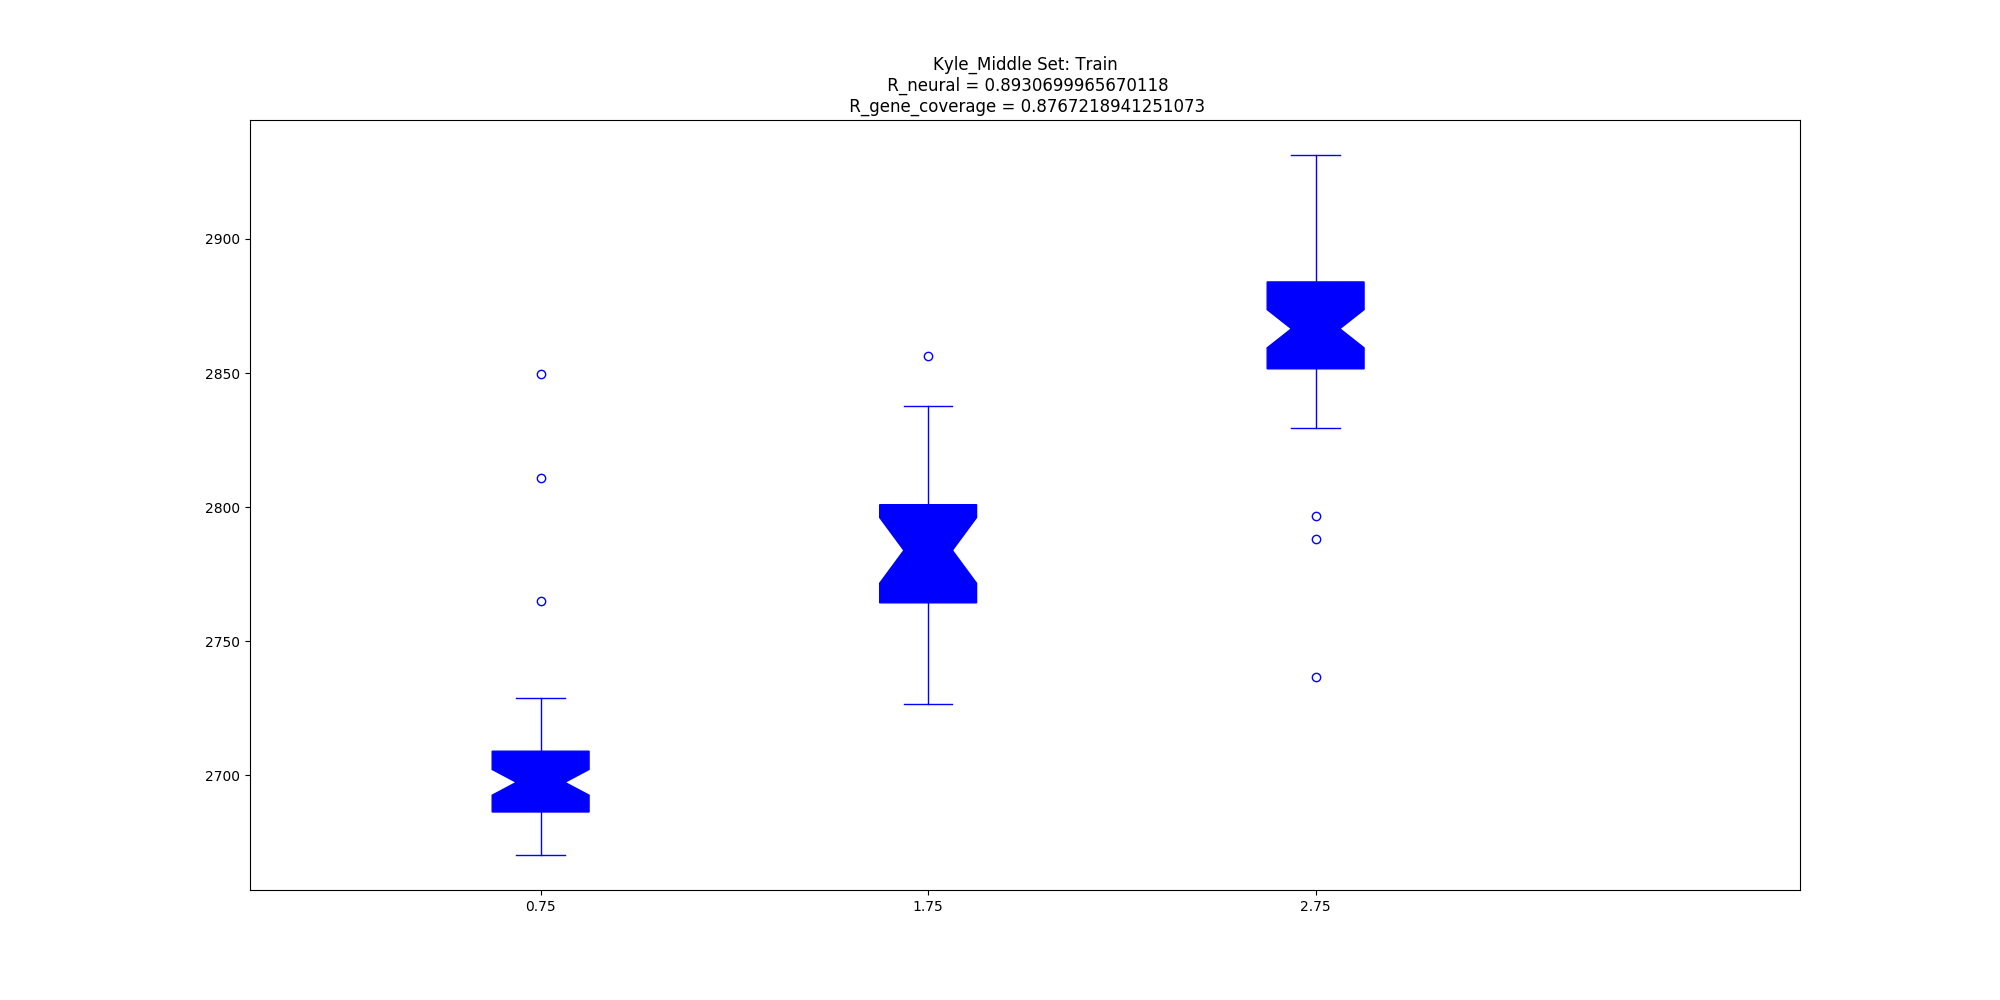 Kyle_Middle Set: Train
R_neural = 0.8930699965670118
R_gene_coverage = 0.8767218941251073
2900
2850
2800
2750
2700
0.75
1.75
2.75